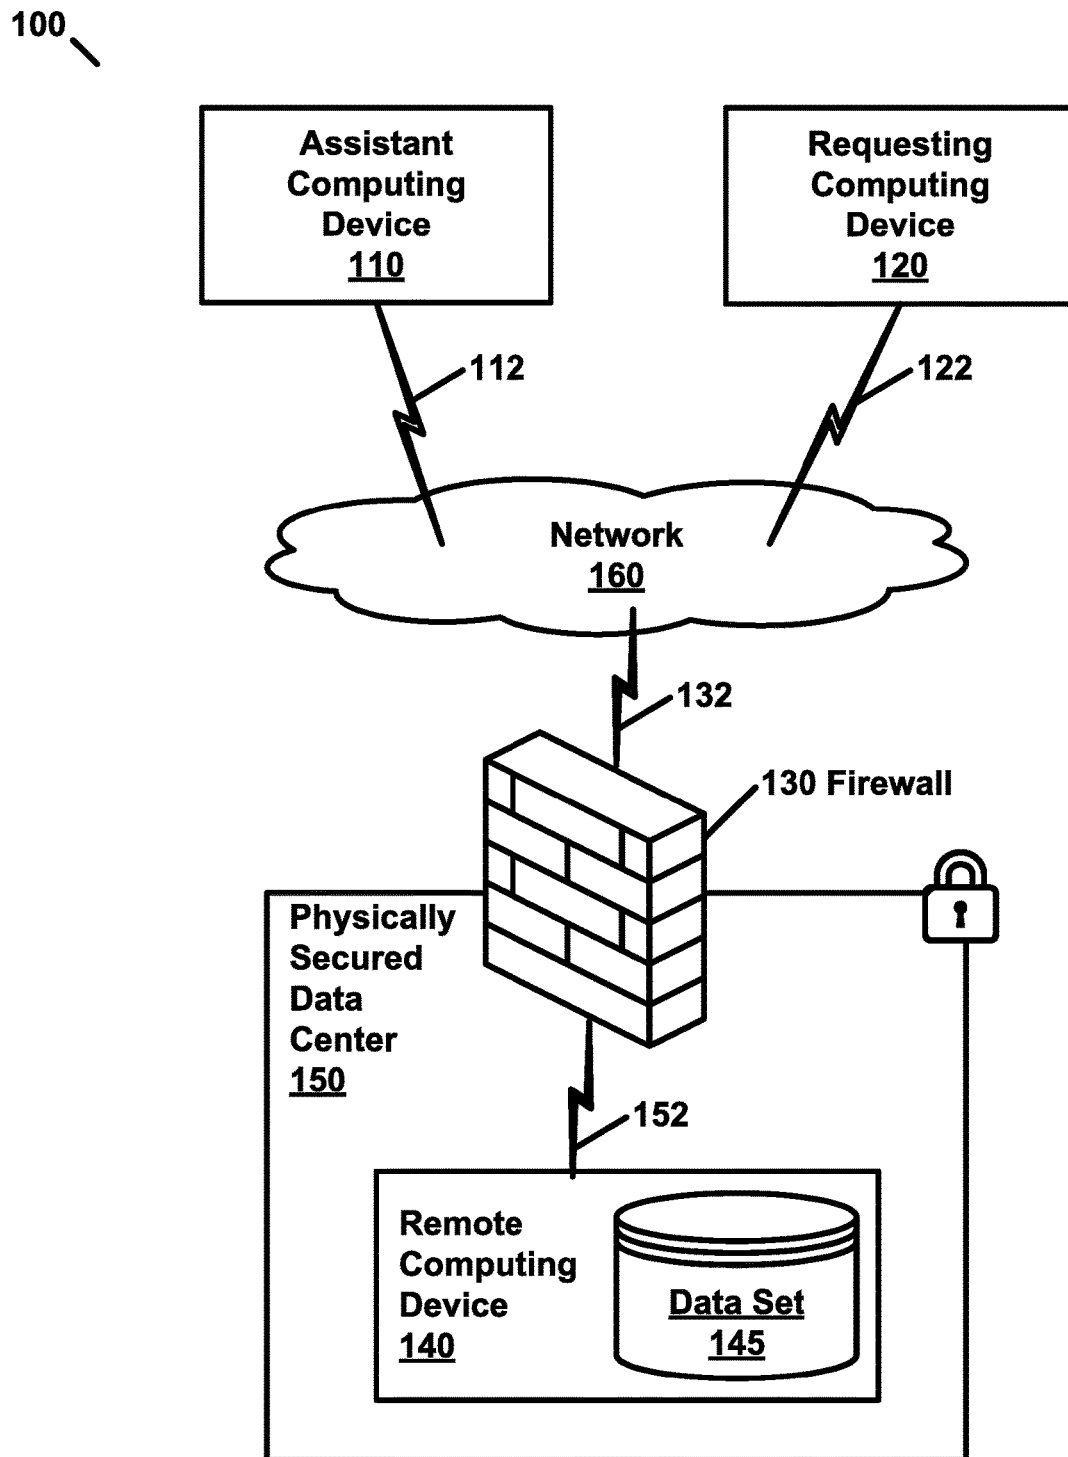 100
Assistant
Computing
Device
110
Requesting
Computing
Device
120
112
122
Network
160
132
130 Firewall
Physically
Secured
Data
Center
150
152
Remote
Computing
Device
140
Data Set
145